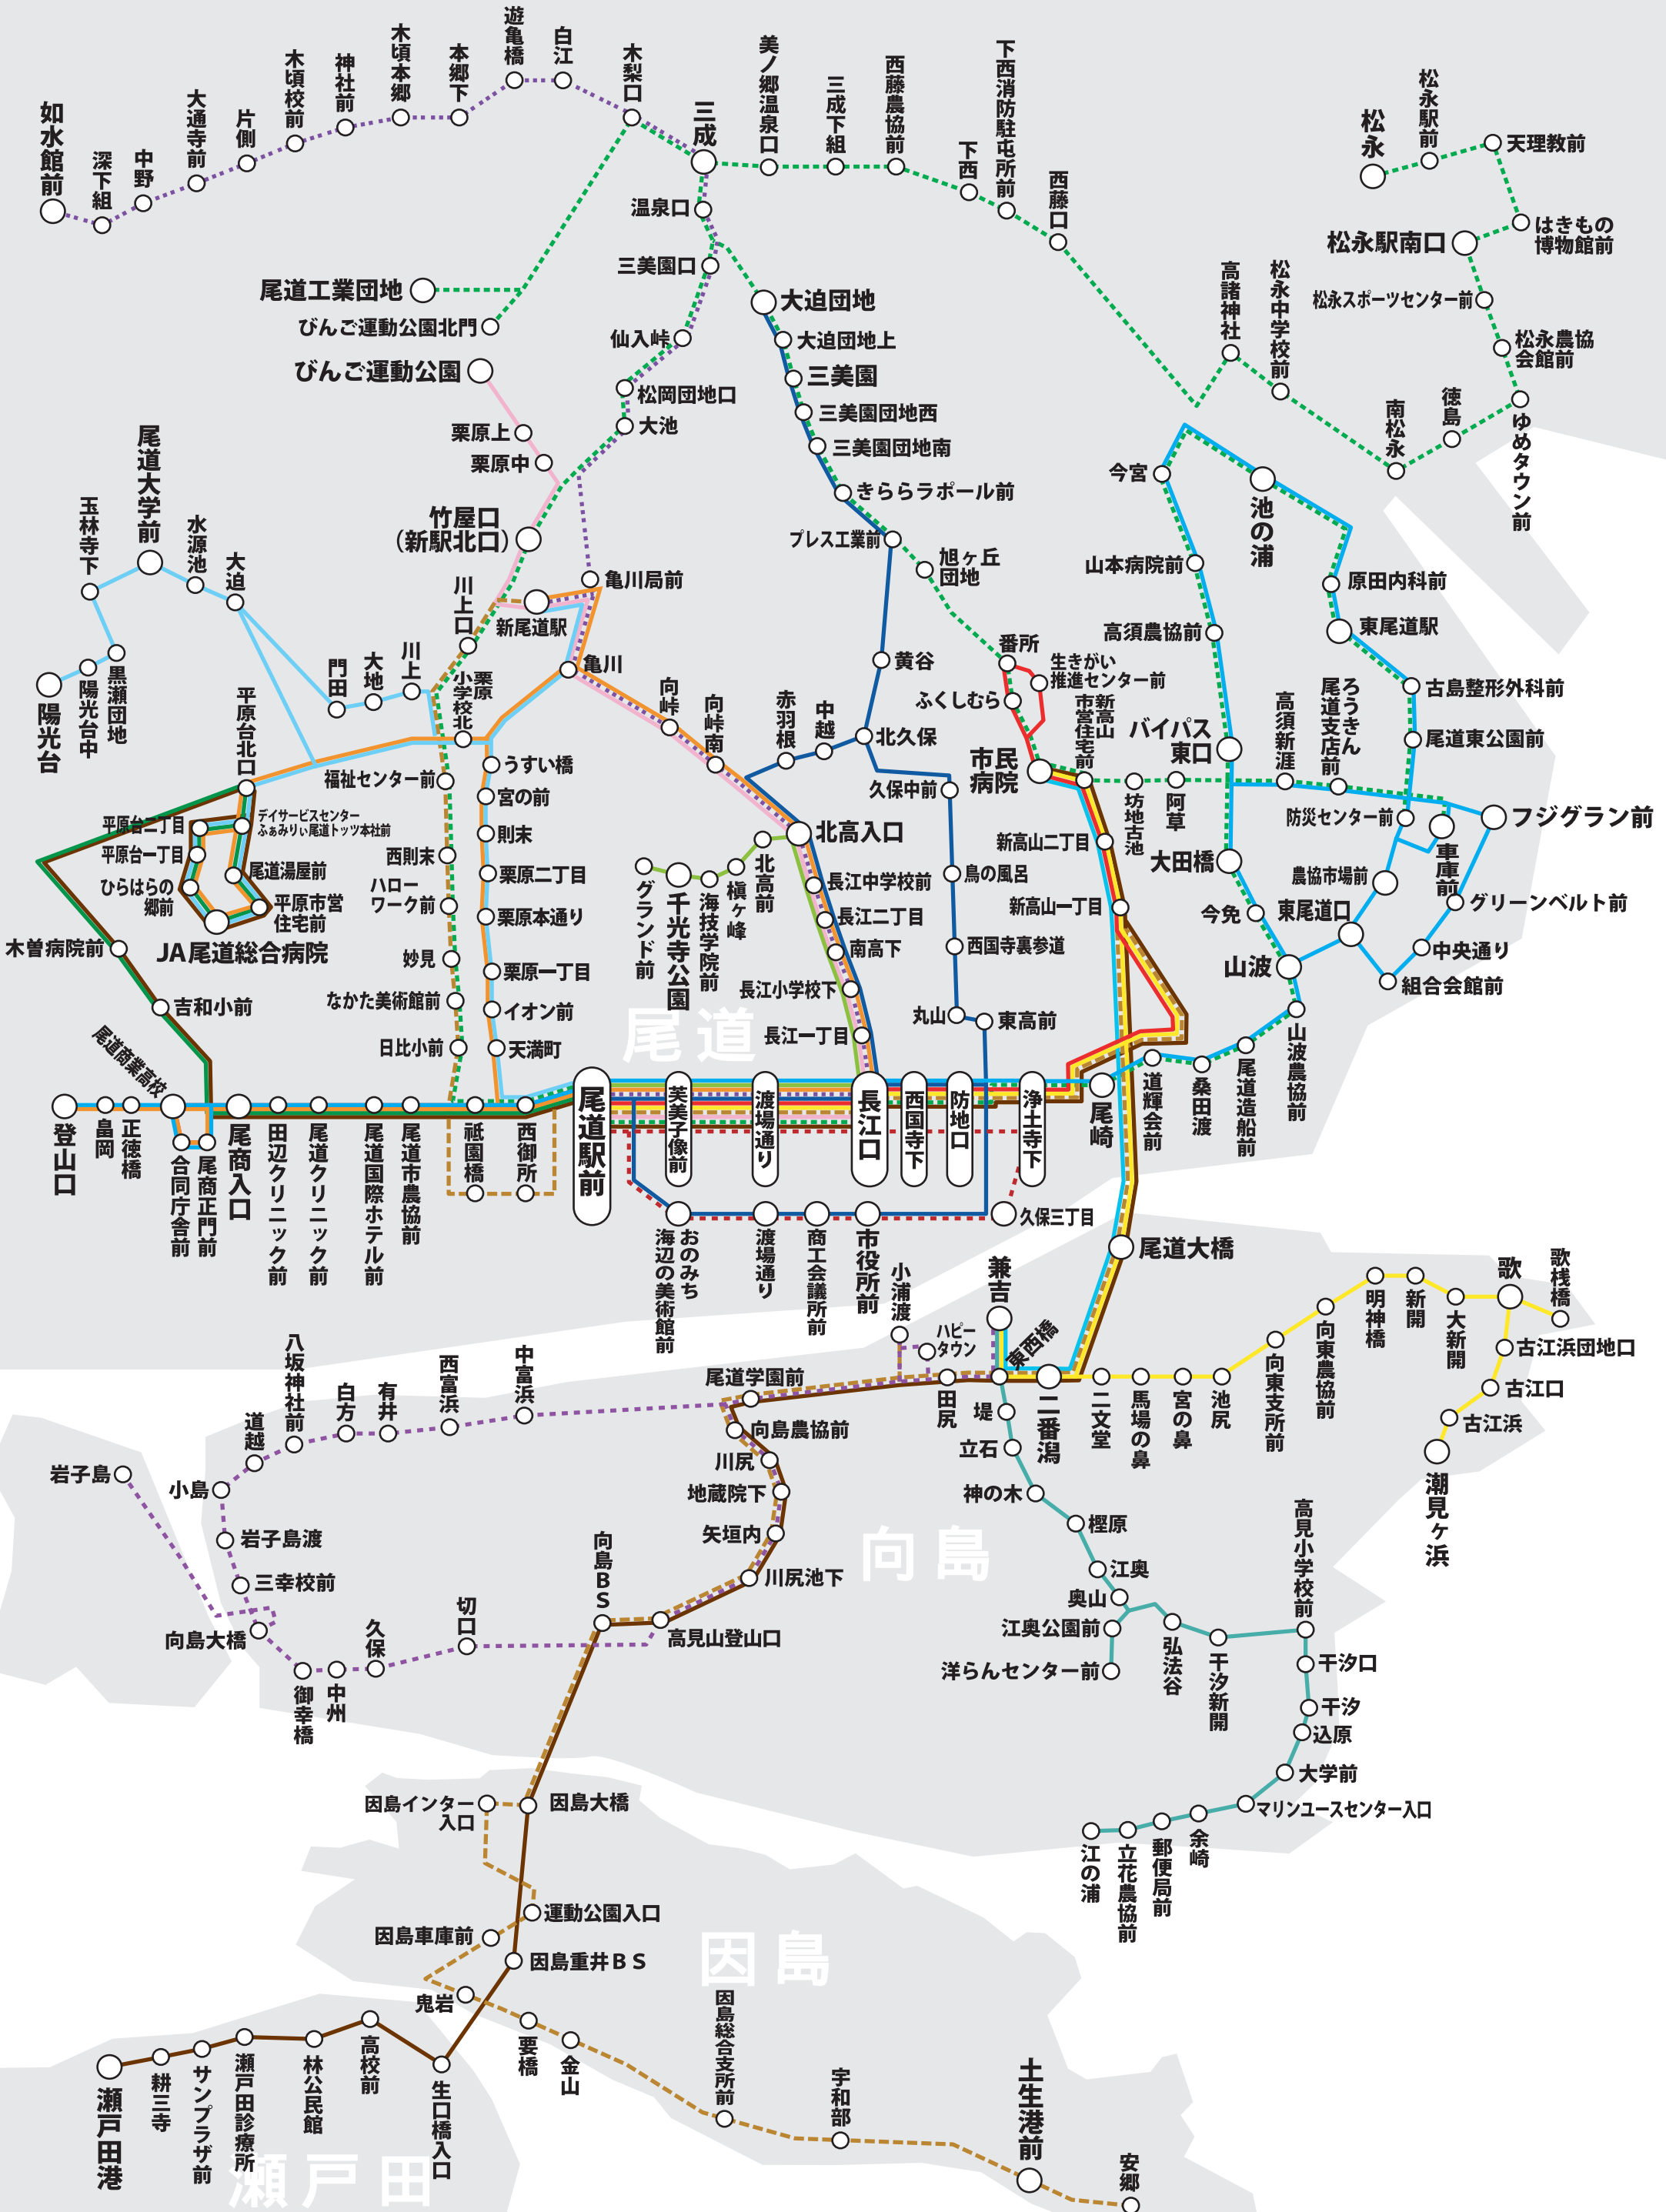 如水館前
深下組
中野
大通寺前
片側
木頃校前
神社前
木頃本郷
本郷下
遊亀橋
白江
木梨口
三成
美ノ郷温泉口
三成下組
西藤農協前
下西
下西消防駐屯所前
西藤口
松永
松永駅前
天理教前
はきもの
博物館前
松永駅南口
松永スポーツセンター前
松永農協
会館前
ゆめタウン前
徳島
南松永
松永中学校前
高諸神社
温泉口
三美園口
仙入峠
松岡団地口
大池
尾道工業団地
びんご運動公園北門
びんご運動公園
栗原上
栗原中
竹屋口
（新駅北口）
大迫団地
大迫団地上
三美園
三美園団地西
三美園団地南
きららラポール前
プレス工業前
旭ヶ丘
団地
番所
生きがい
推進センター前
ふくしむら
市民
病院
新高山
市営住宅前
黄谷
北久保
中越
赤羽根
久保中前
鳥の風呂
西国寺裏参道
丸山
東高前
今宮
池の浦
山本病院前
原田内科前
高須農協前
東尾道駅
古島整形外科前
尾道東公園前
ろうきん
尾道支店前
高須新涯
バイパス
東口
坊地古池
阿草
防災センター前
フジグラン前
車庫前
農協市場前
グリーンベルト前
東尾道口
中央通り
組合会館前
大田橋
今免
山波
山波農協前
尾道造船前
桑田渡
道輝会前
尾崎
新高山二丁目
新高山一丁目
尾道大学前
玉林寺下
水源池
大迫
陽光台
陽光台中
黒瀬団地
門田
大地
川上
川上口
新尾道駅
亀川局前
亀川
向峠
向峠南
栗原
小学校北
平原台北口
デイサービスセンター
ふぁみりぃ尾道トッツ本社前
平原台二丁目
平原台一丁目
尾道湯屋前
ひらはらの
郷前
平原市営
住宅前
JA尾道総合病院
木曽病院前
吉和小前
尾道商業高校
うすい橋
宮の前
則末
栗原二丁目
栗原本通り
栗原一丁目
イオン前
天満町
福祉センター前
西則末
ハロー
ワーク前
妙見
なかた美術館前
日比小前
北高入口
北高前
槇ヶ峰
海技学院前
千光寺公園
グランド前
長江中学校前
長江二丁目
南高下
長江小学校下
長江一丁目
尾道
登山口
畠岡
正徳橋
合同庁舎前
尾商正門前
尾商入口
田辺クリニック前
尾道クリニック前
尾道国際ホテル前
尾道市農協前
祗園橋
西御所
尾道駅前
芙美子像前
渡場通り
長江口
西国寺下
防地口
浄土寺下
久保三丁目
おのみち
海辺の美術館前
渡場通り
商工会議所前
市役所前
尾道大橋
小浦渡
ハピー
タウン
兼吉
東西橋
田尻
二番潟
二文堂
馬場の鼻
宮の鼻
池尻
向東支所前
向東農協前
明神橋
新開
大新開
歌
歌桟橋
古江浜団地口
古江口
古江浜
潮見ヶ浜
堤
立石
神の木
樫原
江奥
奥山
江奥公園前
洋らんセンター前
弘法谷
干汐新開
高見小学校前
干汐口
干汐
込原
大学前
マリンユースセンター入口
余崎
郵便局前
立花農協前
江の浦
向島
尾道学園前
向島農協前
川尻
地蔵院下
矢垣内
川尻池下
高見山登山口
向島BS
中富浜
西富浜
有井
白方
八坂神社前
道越
小島
岩子島
岩子島渡
三幸校前
向島大橋
御幸橋
中州
久保
切口
因島大橋
因島インター
入口
運動公園入口
因島車庫前
因島重井BS
鬼岩
要橋
金山
因島
因島総合支所前
宇和部
土生港前
安郷
瀬戸田港
耕三寺
サンプラザ前
瀬戸田診療所
林公民館
高校前
生口橋入口
瀬戸田